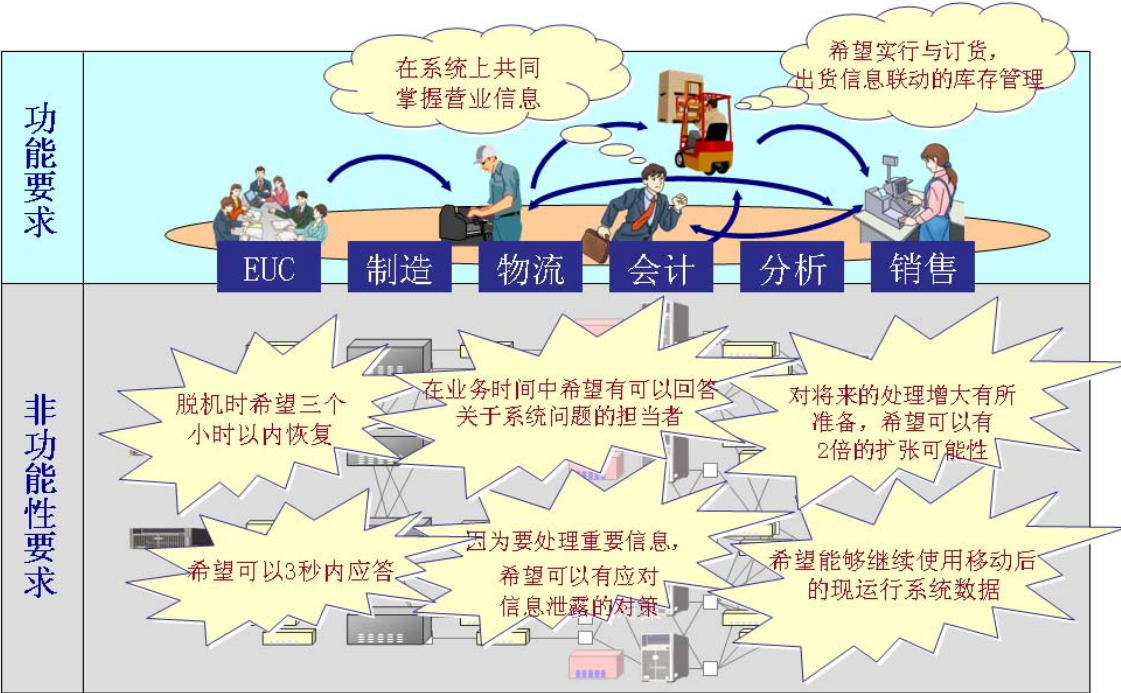 功能要求
在系统上共同
掌握营业信息
希望实行与订货，
出货信息联动的库存管理
EUC
制造
物流
会计
分析
销售
非功能性要求
脱机时希望三个
小时以内恢复
在业务时间中希望有可以回答
关于系统问题的担当者
对将来的处理增大有所
准备，希望可以有
2倍的扩张可能性
希望可以3秒内应答
因为要处理重要信息，
希望可以有应对
信息泄露的对策
希望能够继续使用移动后
的现运行系统数据